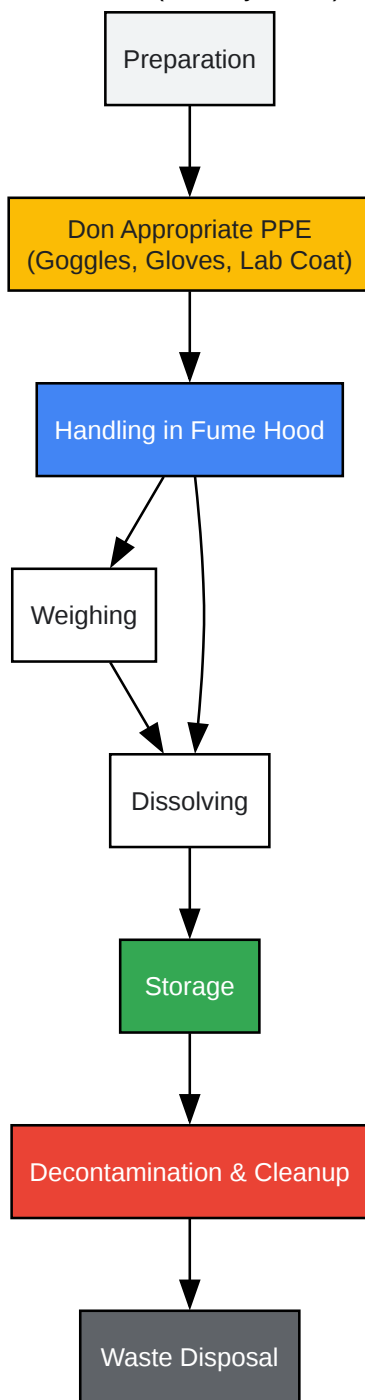 Preparation
Don Appropriate PPE
(Goggles, Gloves, Lab Coat)
Handling in Fume Hood
Weighing
Dissolving
Storage
Decontamination & Cleanup
Waste Disposal